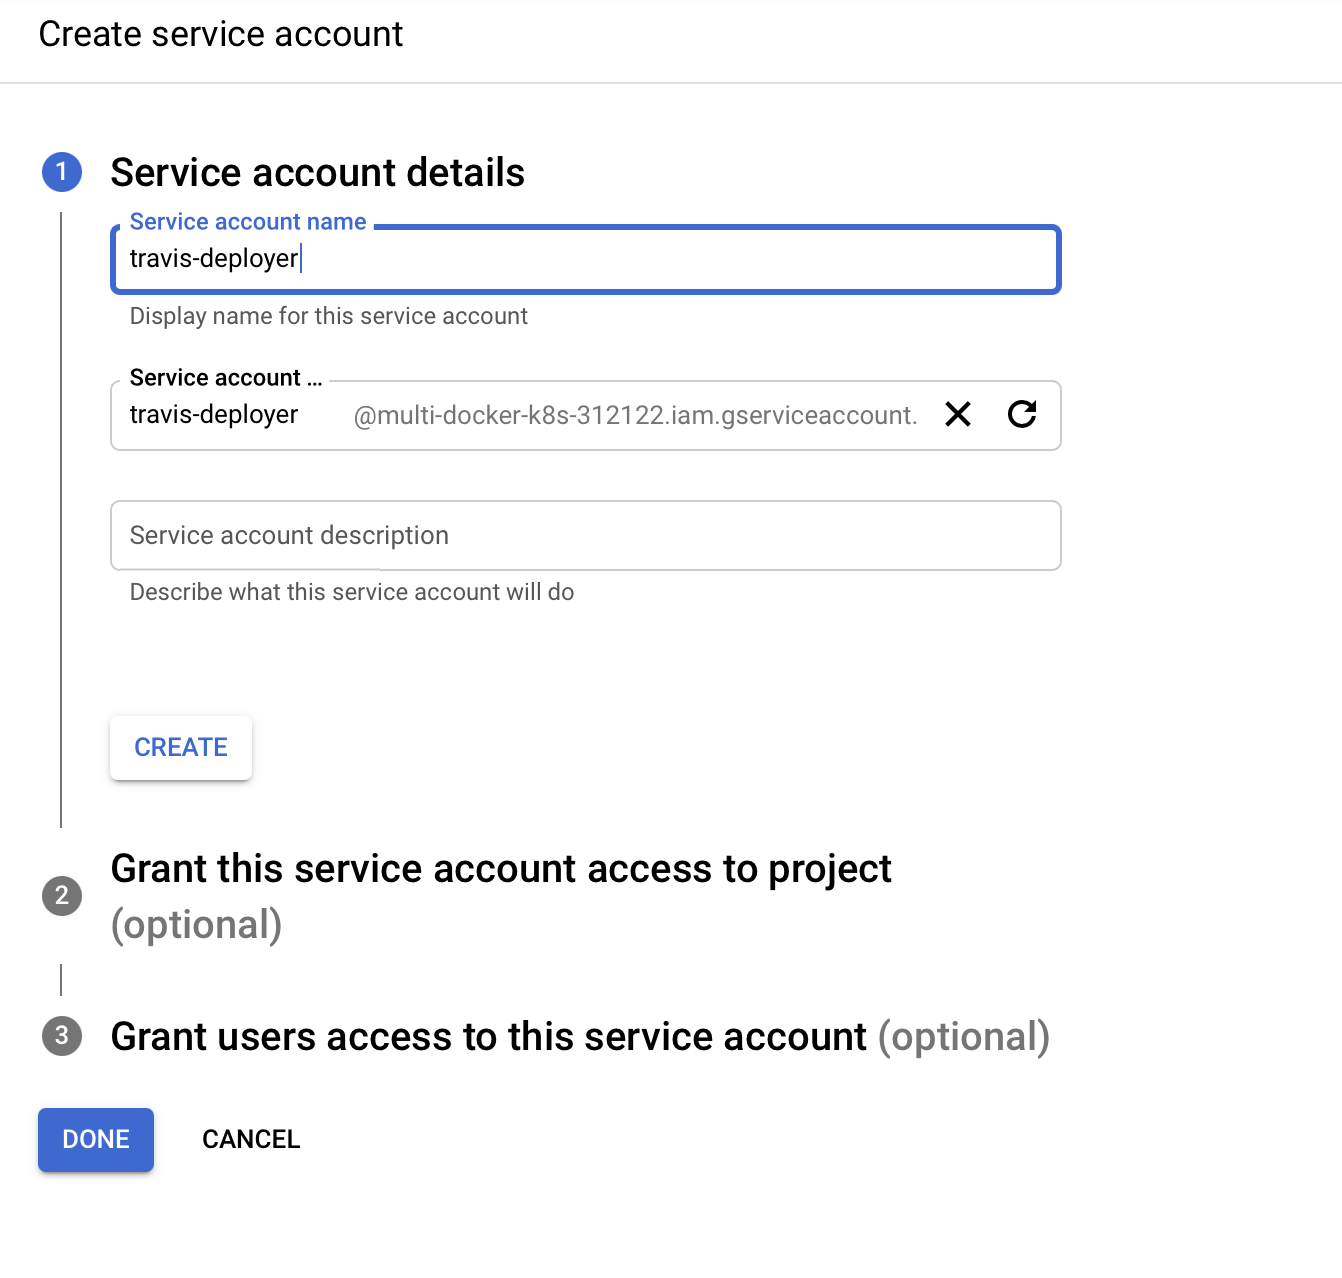 Create service account
1 Service account details
Service account name
travis-deployer
Display name for this service account
Service account ...
travis-deployer @multi-docker-k8s-312122.iam.gserviceaccount.
Service account description
Describe what this service account will do
CREATE
2 Grant this service account access to project
(optional)
3 Grant users access to this service account (optional)
DONE CANCEL